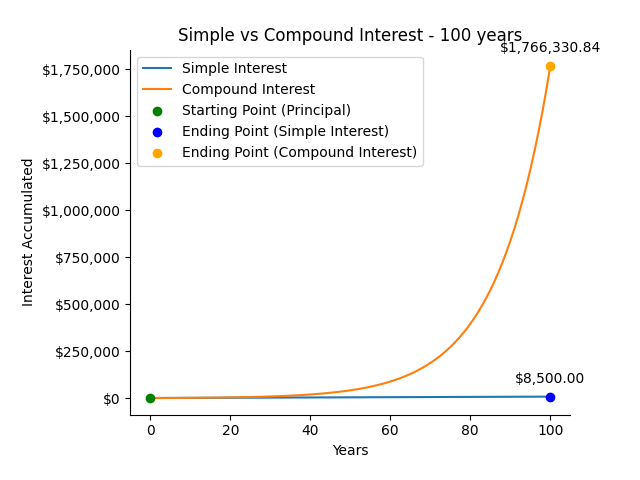 Simple vs Compound Interest - 100 years
$1,766,330.84
Simple Interest
Compound Interest
Starting Point (Principal)
Ending Point (Simple Interest)
Ending Point (Compound Interest)
$1,750,000
$1,500,000
$1,250,000
$1,000,000
$750,000
$500,000
$250,000
$0
Interest Accumulated
$8,500.00
0 20 40 60 80 100
Years